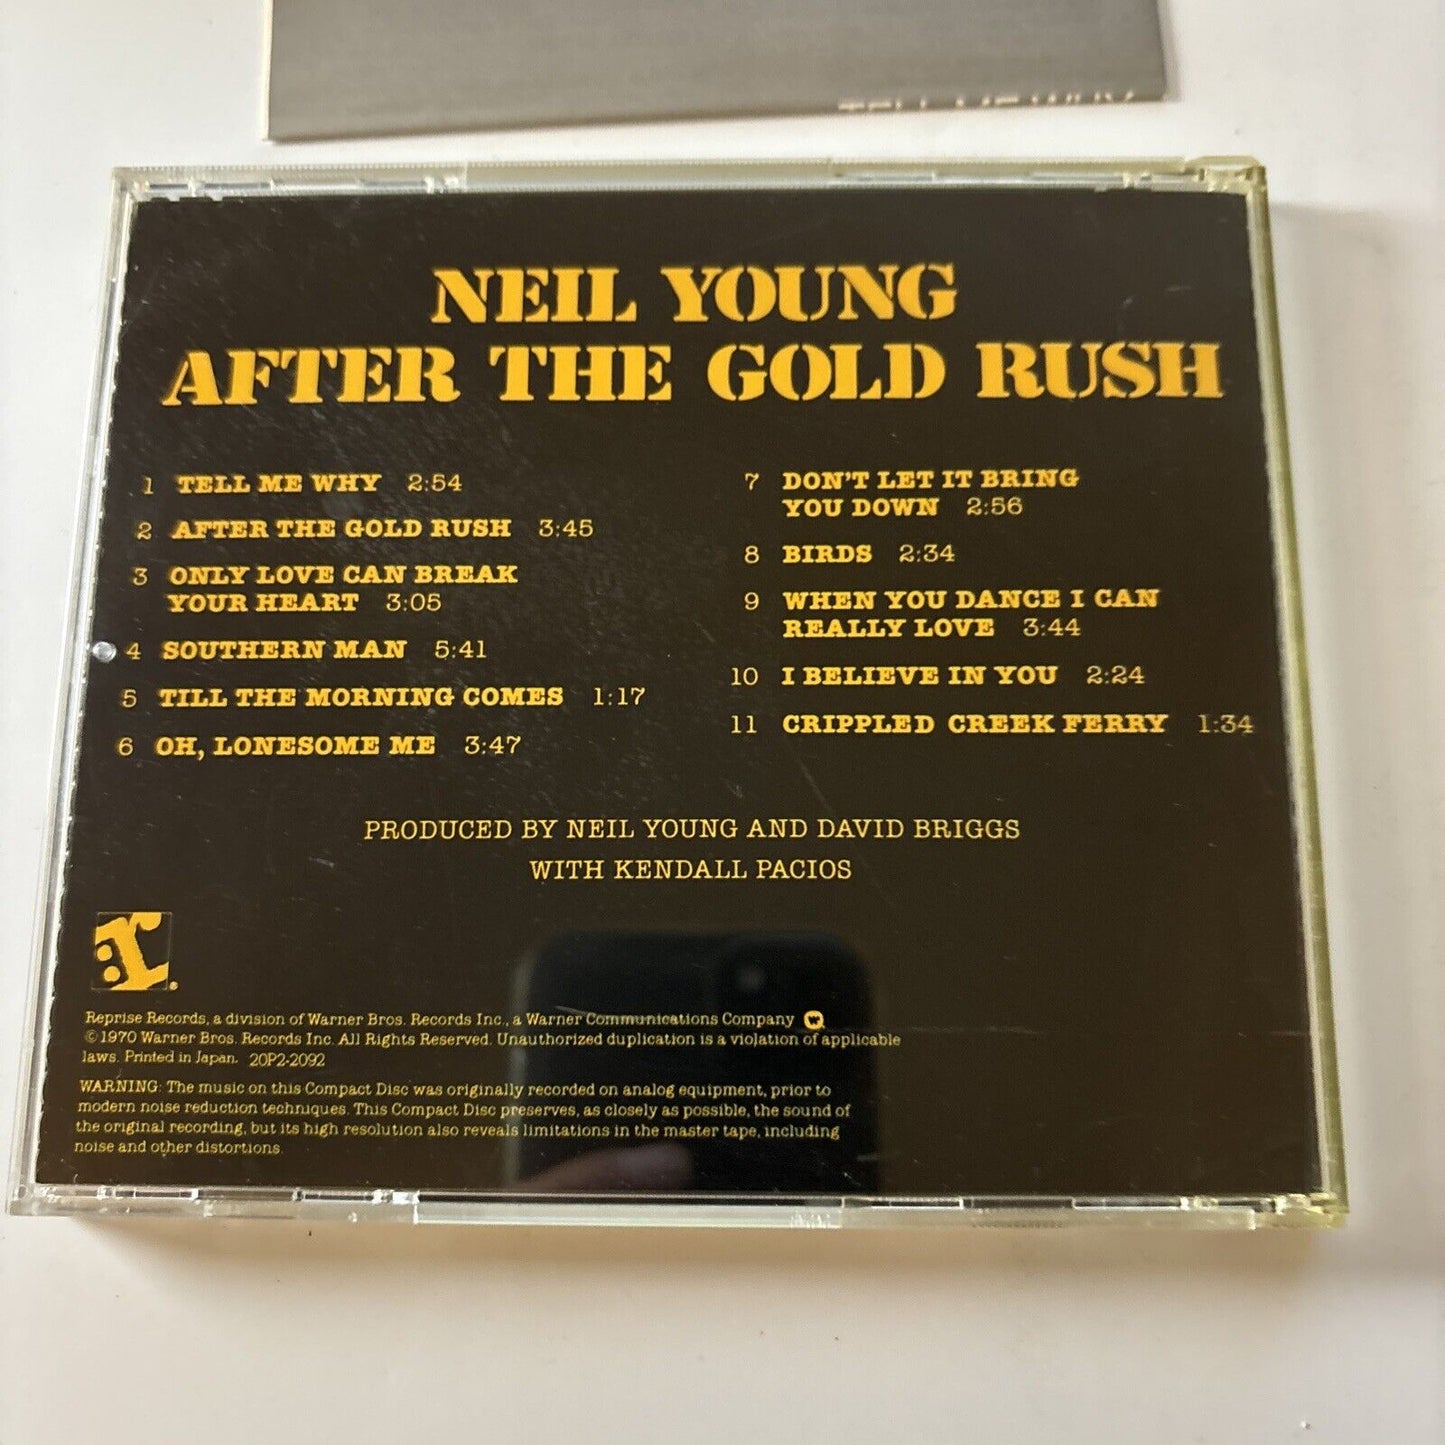 NEIL YOUNG
AFTER THE GOLD RUSH
1 TELL ME WHY 2:54
2 AFTER THE GOLD RUSH 3:45
3 ONLY LOVE CAN BREAK
YOUR HEART 3:05
4 SOUTHERN MAN 5:41
5 TILL THE MORNING COMES 1:17
6 OH, LONESOME ME 3:47
7 DON'T LET IT BRING
YOU DOWN 2:56
8 BIRDS 2:34
9 WHEN YOU DANCE I CAN
REALLY LOVE 3:44
10 I BELIEVE IN YOU 2:24
11 CRIPPLED CREEK FERRY 1:34
PRODUCED BY NEIL YOUNG AND DAVID BRIGGS
WITH KENDALL PACIOS
:r
Reprise Records, a division of Warner Bros. Records Inc., a Warner Communications Company
©1970 Warner Bros. Records Inc. All Rights Reserved. Unauthorized duplication is a violation of applicable
laws. Printed in Japan. 20P2-2092
WARNING: The music on this Compact Disc was originally recorded on analog equipment, prior to
modern noise reduction techniques. This Compact Disc preserves, as closely as possible, the sound of
the original recording, but its high resolution also reveals limitations in the master tape, including
noise and other distortions.